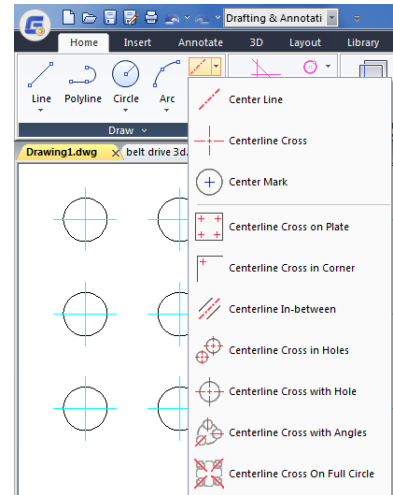 Drafting & Annotati
Home Insert Annotate 3D Layout Library
Line Polyline Circle Arc
Draw
Drawing1.dwg belt drive 3d.
Center Line
Centerline Cross
Center Mark
Centerline Cross on Plate
Centerline Cross in Corner
Centerline In-between
Centerline Cross in Holes
Centerline Cross with Hole
Centerline Cross with Angles
Centerline Cross On Full Circle